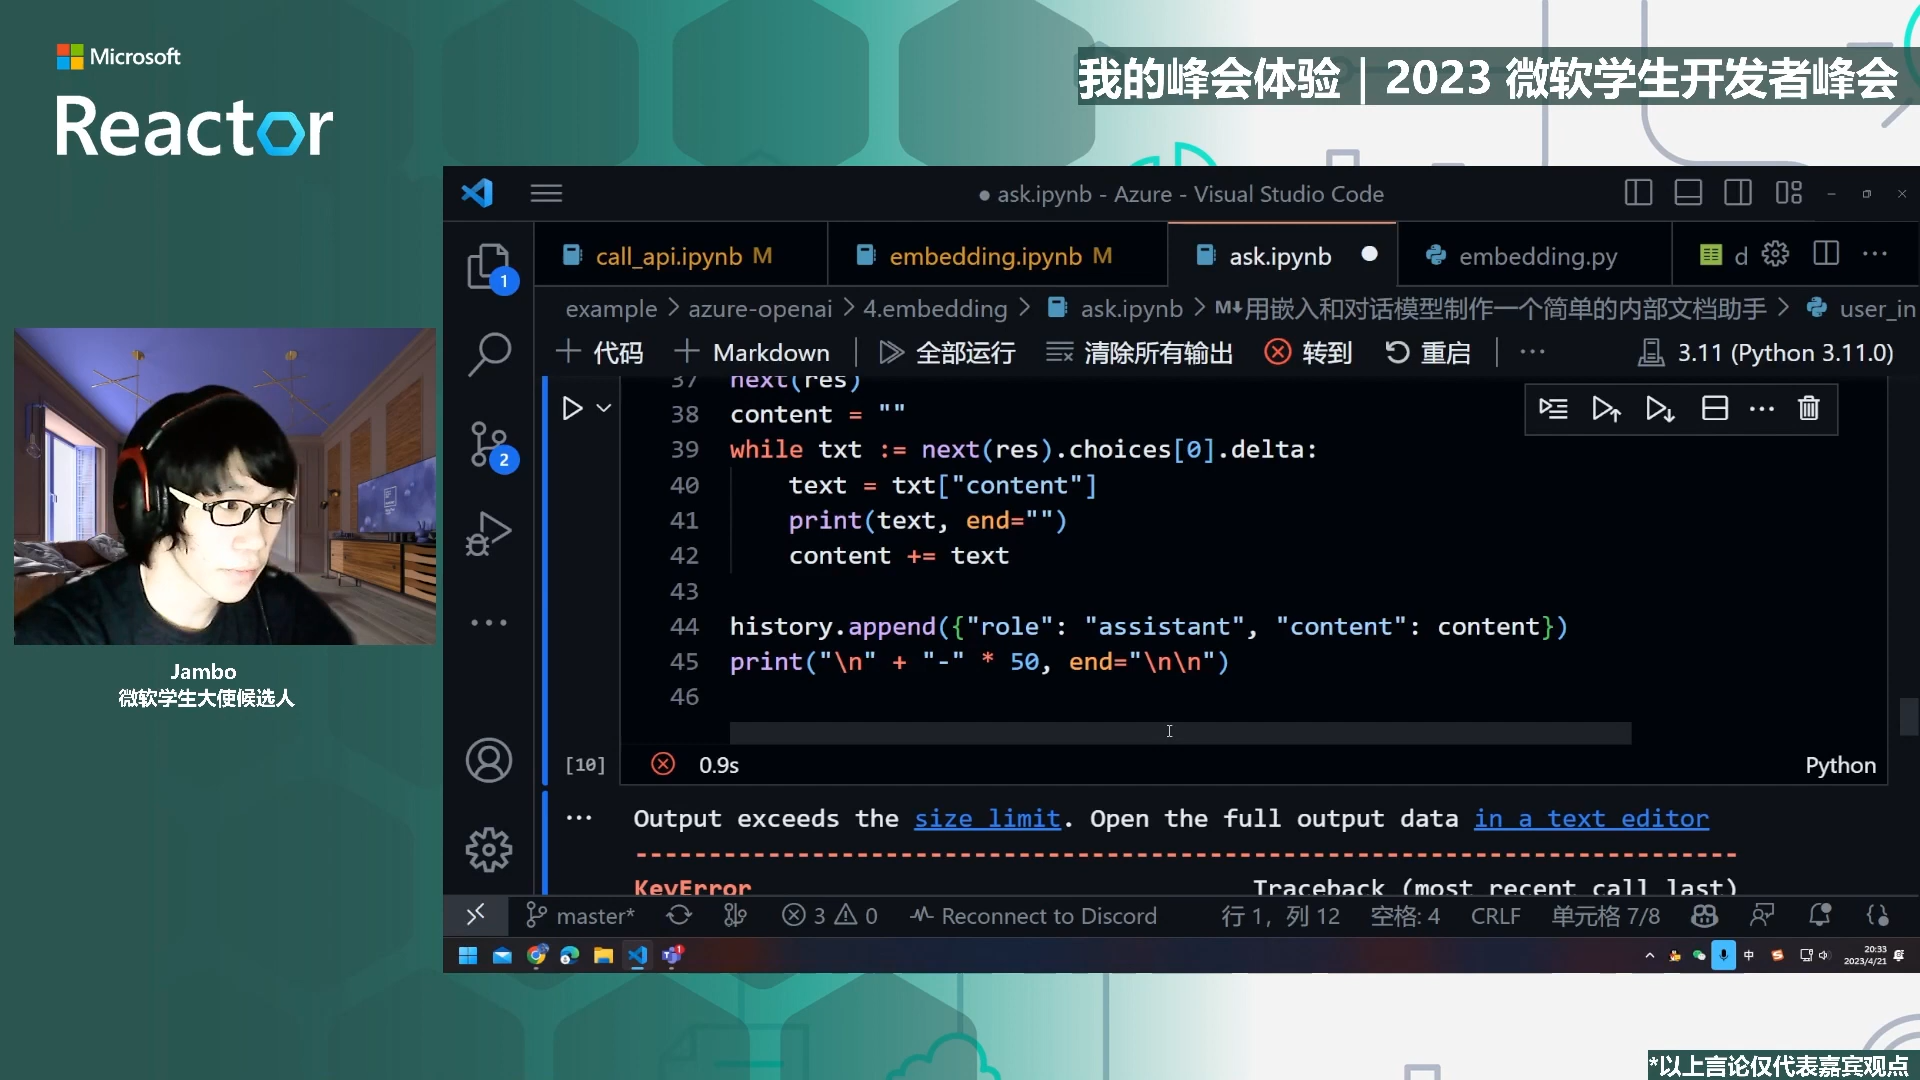 Microsoft
Reactor
我的峰会体验｜2023 微软学生开发者峰会
● ask.ipynb - Azure - Visual Studio Code
call_api.ipynb M
embedding.ipynb M
ask.ipynb
embedding.py
d
1
example > azure-openai > 4.embedding > ask.ipynb > M↓用嵌入和对话模型制作一个简单的内部文档助手 > user_in
代码
Markdown
全部运行
清除所有输出
转到
重启
3.11 (Python 3.11.0)
37 next(res)
38 content = ""
39 while txt := next(res).choices[0].delta:
40 text = txt["content"]
41 print(text, end="")
42 content += text
43
44 history.append({"role": "assistant", "content": content})
45 print("\n" + "-" * 50, end="\n\n")
46
2
[10]
0.9s
Python
Output exceeds the size limit. Open the full output data in a text editor
---------------------------------------------------------------------------
KeyError Traceback (most recent call last)
master*
3
0
Reconnect to Discord
行 1，列 12
空格: 4
CRLF
单元格 7/8
中
20:33
2023/4/21
Jambo
微软学生大使候选人
*以上言论仅代表嘉宾观点